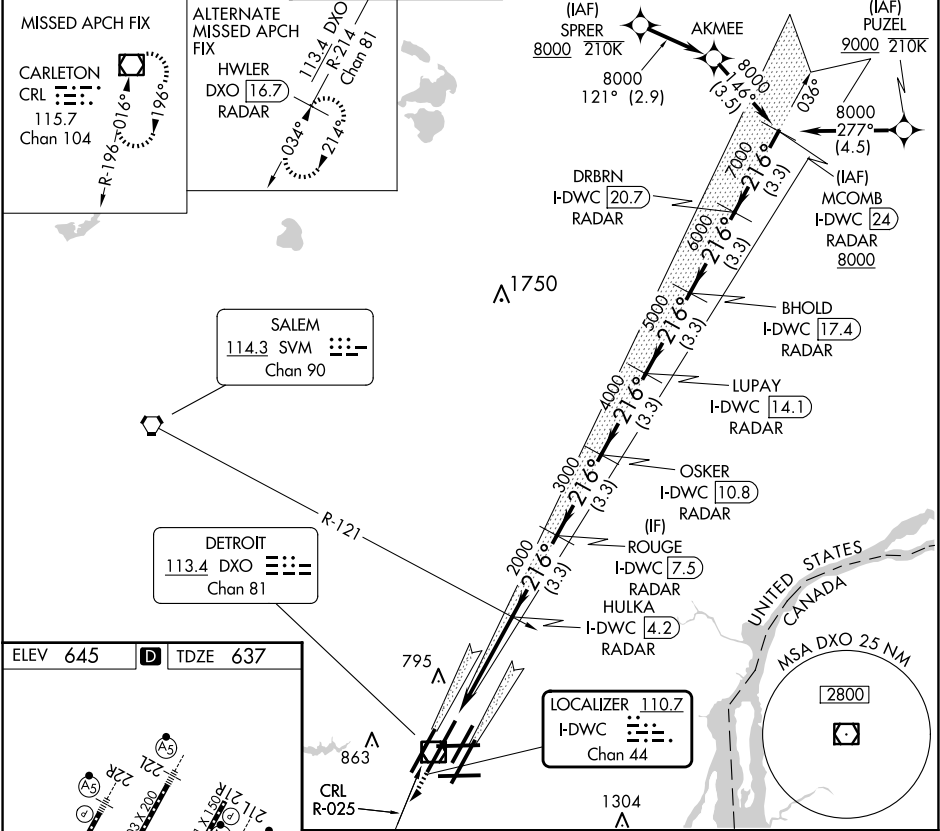 MISSED APCH FIX
CARLETON
CRL
115.7
Chan 104
016°
196°
R-196
ALTERNATE
MISSED APCH
FIX
HWLER
DXO 16.7
RADAR
113.4 DXO
R-214
Chan 81
034°
214°
(IAF)
SPRER
8000 210K
AKMEE
8000
121° (2.9)
8000
146°
(3.5)
(IAF)
PUZEL
9000 210K
036°
8000
277°
(4.5)
(IAF)
MCOMB
I-DWC 24
RADAR
8000
7000
216°
(3.3)
DRBRN
I-DWC 20.7
RADAR
6000
216°
(3.3)
BHOLD
I-DWC 17.4
RADAR
5000
216°
(3.3)
LUPAY
I-DWC 14.1
RADAR
4000
216°
(3.3)
OSKER
I-DWC 10.8
RADAR
3000
216°
(3.3)
(IF)
ROUGE
I-DWC 7.5
RADAR
2000
216°
(3.3)
HULKA
I-DWC 4.2
RADAR
1750
SALEM
114.3 SVM
Chan 90
R-121
DETROIT
113.4 DXO
Chan 81
UNITED STATES
CANADA
MSA DXO 25 NM
2800
LOCALIZER 110.7
I-DWC
Chan 44
795
863
1304
CRL
R-025
ELEV 645 D TDZE 637
A5
22R
A5
22L
03 X 200
1 X 150
21R
21L